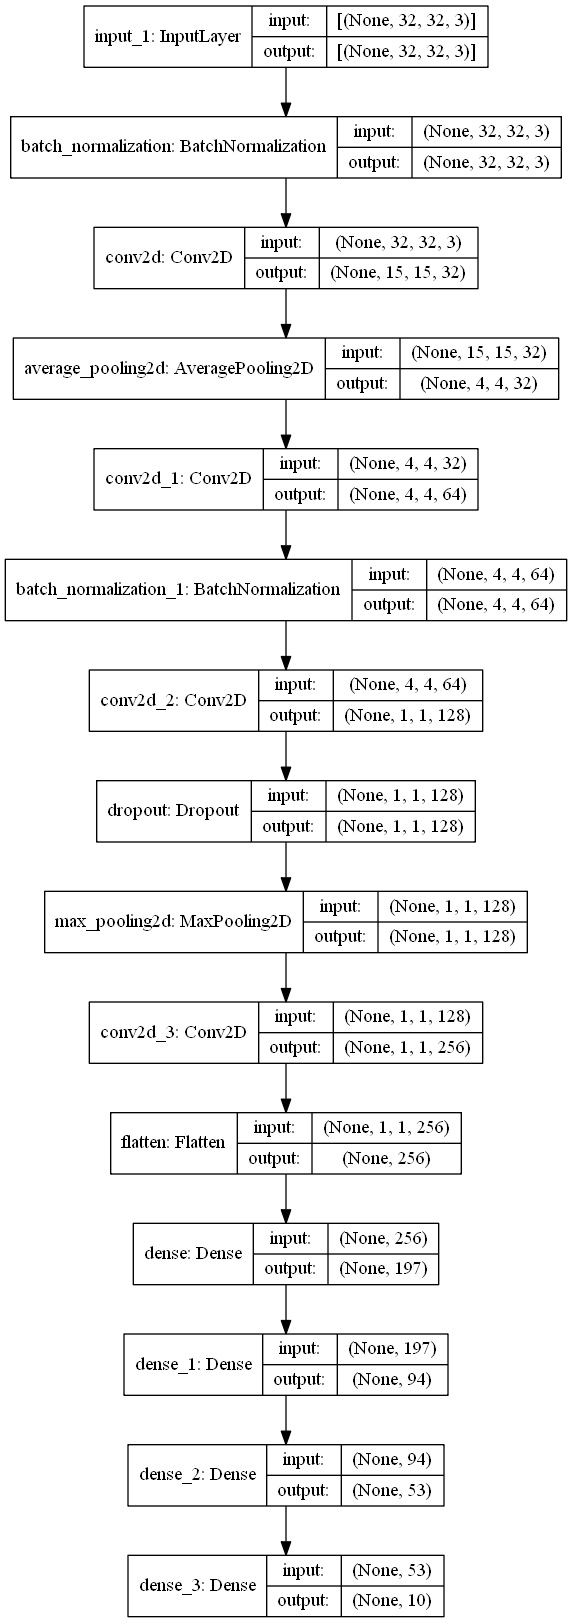 input_1: InputLayer
input:
[(None, 32, 32, 3)]
output:
[(None, 32, 32, 3)]
batch_normalization: BatchNormalization
input:
(None, 32, 32, 3)
output:
(None, 32, 32, 3)
conv2d: Conv2D
input:
(None, 32, 32, 3)
output:
(None, 15, 15, 32)
average_pooling2d: AveragePooling2D
input:
(None, 15, 15, 32)
output:
(None, 4, 4, 32)
conv2d_1: Conv2D
input:
(None, 4, 4, 32)
output:
(None, 4, 4, 64)
batch_normalization_1: BatchNormalization
input:
(None, 4, 4, 64)
output:
(None, 4, 4, 64)
conv2d_2: Conv2D
input:
(None, 4, 4, 64)
output:
(None, 1, 1, 128)
dropout: Dropout
input:
(None, 1, 1, 128)
output:
(None, 1, 1, 128)
max_pooling2d: MaxPooling2D
input:
(None, 1, 1, 128)
output:
(None, 1, 1, 128)
conv2d_3: Conv2D
input:
(None, 1, 1, 128)
output:
(None, 1, 1, 256)
flatten: Flatten
input:
(None, 1, 1, 256)
output:
(None, 256)
dense: Dense
input:
(None, 256)
output:
(None, 197)
dense_1: Dense
input:
(None, 197)
output:
(None, 94)
dense_2: Dense
input:
(None, 94)
output:
(None, 53)
dense_3: Dense
input:
(None, 53)
output:
(None, 10)